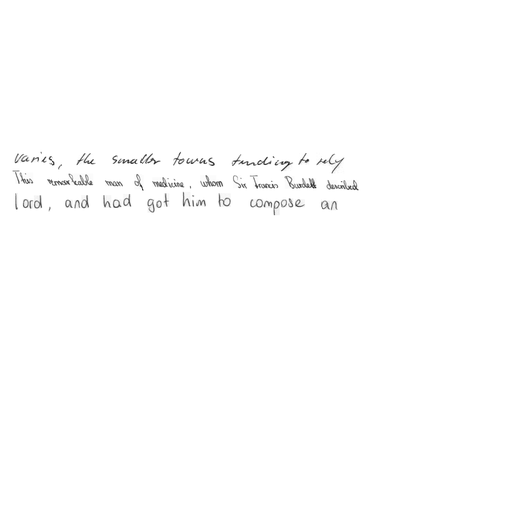 varies, the smaller towns tending to rely
This remarkable man of medicine, whom Sir Francis Burdett described
lord, and had got him to compose an